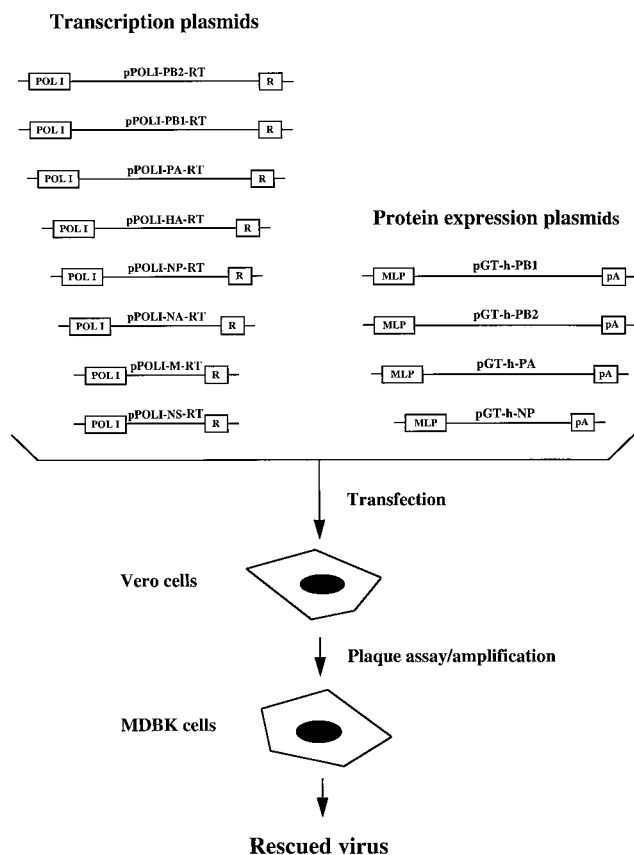 Transcription plasmids
pPOLI-PB2-RT
POL I
R
pPOLI-PB1-RT
POL I
R
pPOLI-PA-RT
POL I
R
pPOLI-HA-RT
POL I
R
pPOLI-NP-RT
POL I
R
pPOLI-NA-RT
POL I
R
pPOLI-M-RT
POL I
R
pPOLI-NS-RT
POL I
R
Protein expression plasmids
pGT-h-PB1
MLP
pA
pGT-h-PB2
MLP
pA
pGT-h-PA
MLP
pA
pGT-h-NP
MLP
pA
Transfection
Vero cells
Plaque assay/amplification
MDBK cells
Rescued virus